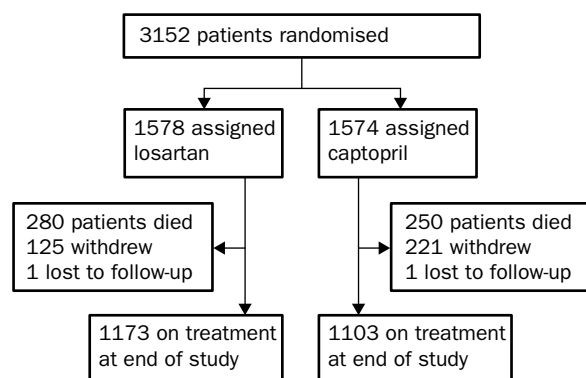 3152 patients randomised
1578 assigned
losartan
1574 assigned
captopril
280 patients died
125 withdrew
1 lost to follow-up
250 patients died
221 withdrew
1 lost to follow-up
1173 on treatment
at end of study
1103 on treatment
at end of study